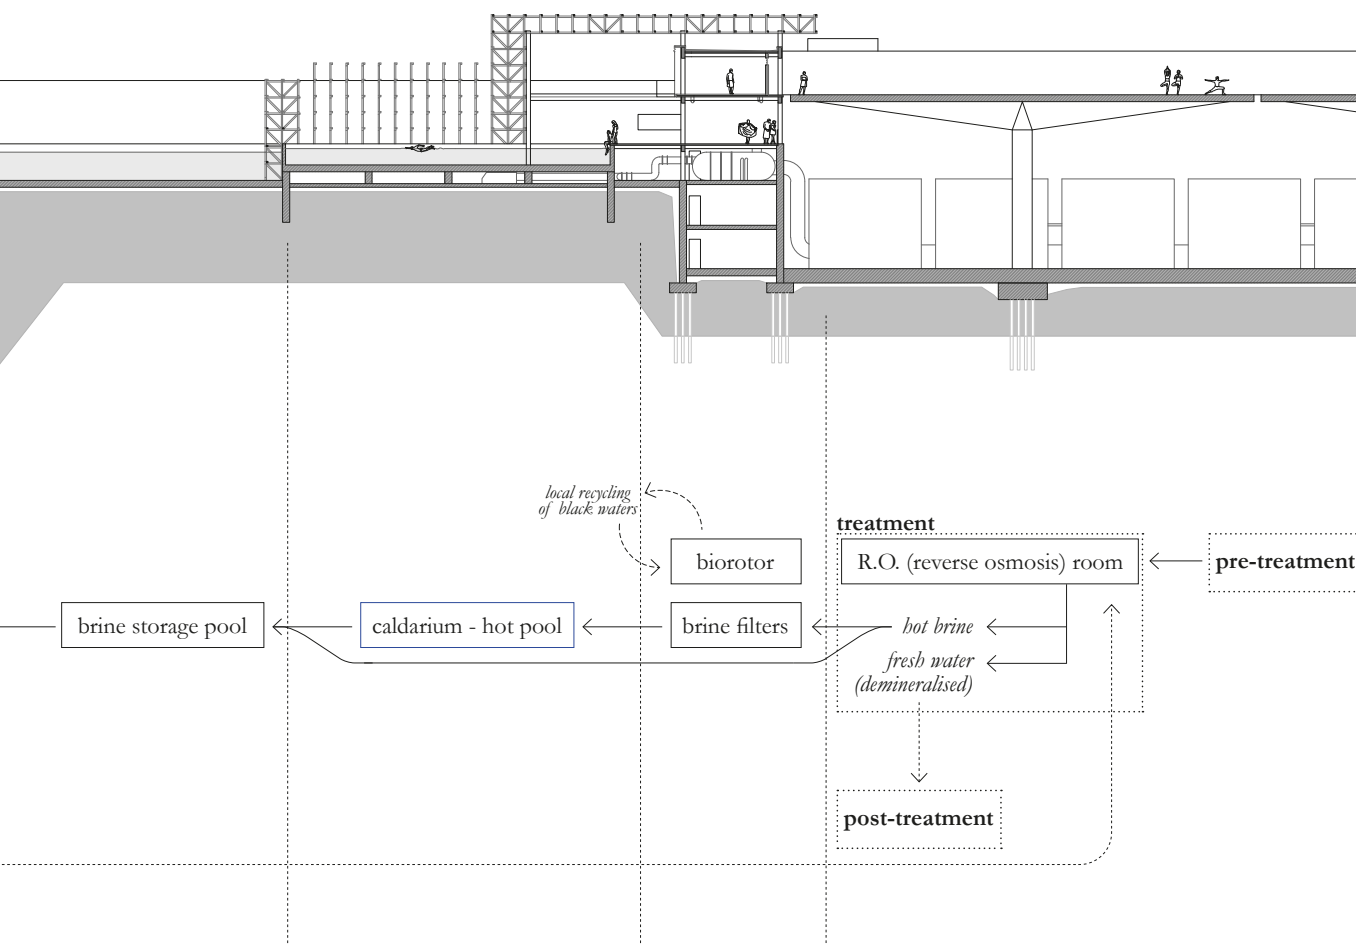 local recycling
of black waters
treatment
biorotor
R.O. (reverse osmosis) room
pre-treatment
brine storage pool
caldarium - hot pool
brine filters
hot brine
fresh water
(demineralised)
post-treatment